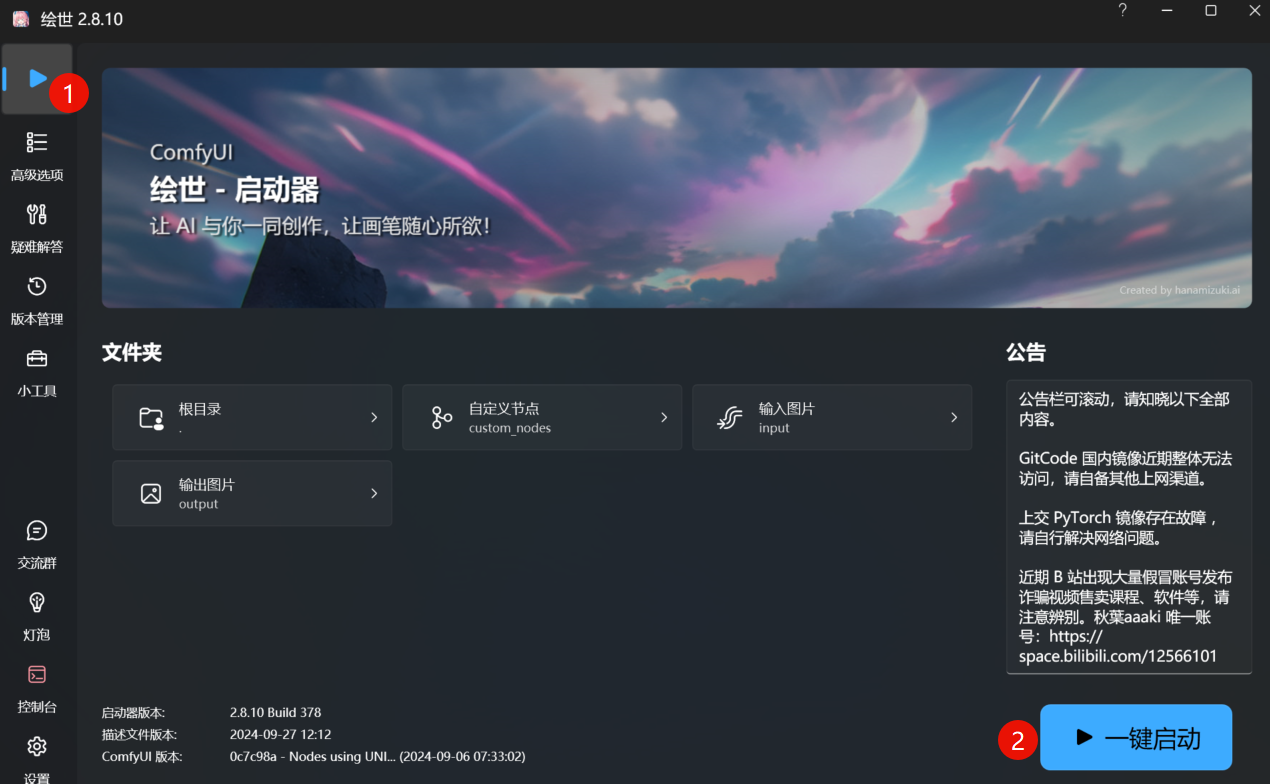 绘世 2.8.10
?
1
高级选项
疑难解答
版本管理
小工具
交流群
灯泡
控制台
设置
ComfyUI
绘世 - 启动器
让 AI 与你一同创作，让画笔随心所欲！
Created by hanamizuki.ai
文件夹
根目录
.
自定义节点
custom_nodes
输入图片
input
输出图片
output
公告
公告栏可滚动，请知晓以下全部
内容。
GitCode 国内镜像近期整体无法
访问，请自备其他上网渠道。
上交 PyTorch 镜像存在故障 ，
请自行解决网络问题。
近期 B 站出现大量假冒账号发布
诈骗视频售卖课程、软件等，请
注意辨别。秋葉aaaki 唯一账
号：https://
space.bilibili.com/12566101
启动器版本: 2.8.10 Build 378
描述文件版本: 2024-09-27 12:12
ComfyUI 版本: 0c7c98a - Nodes using UNI... (2024-09-06 07:33:02)
2
一键启动